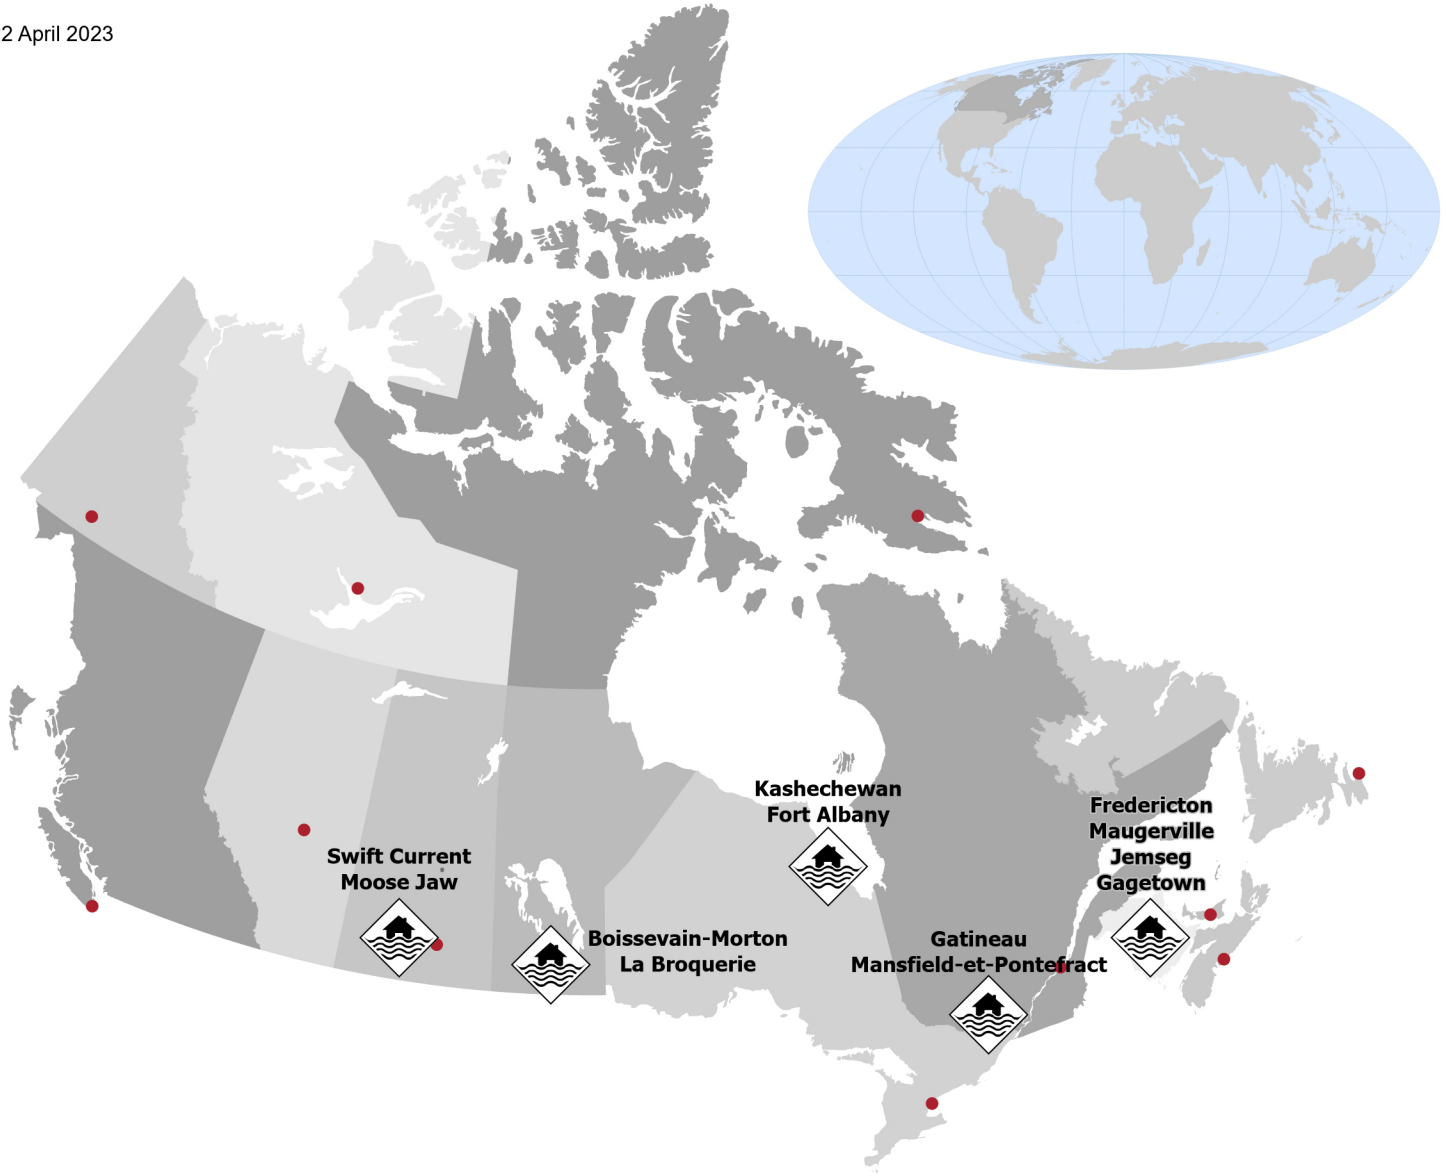 2 April 2023
Kashechewan
Fort Albany
Fredericton
Maugerville
Jemseg
Gagetown
Swift Current
Moose Jaw
Boissevain-Morton
La Broquerie
Gatineau
Mansfield-et-Pontefract